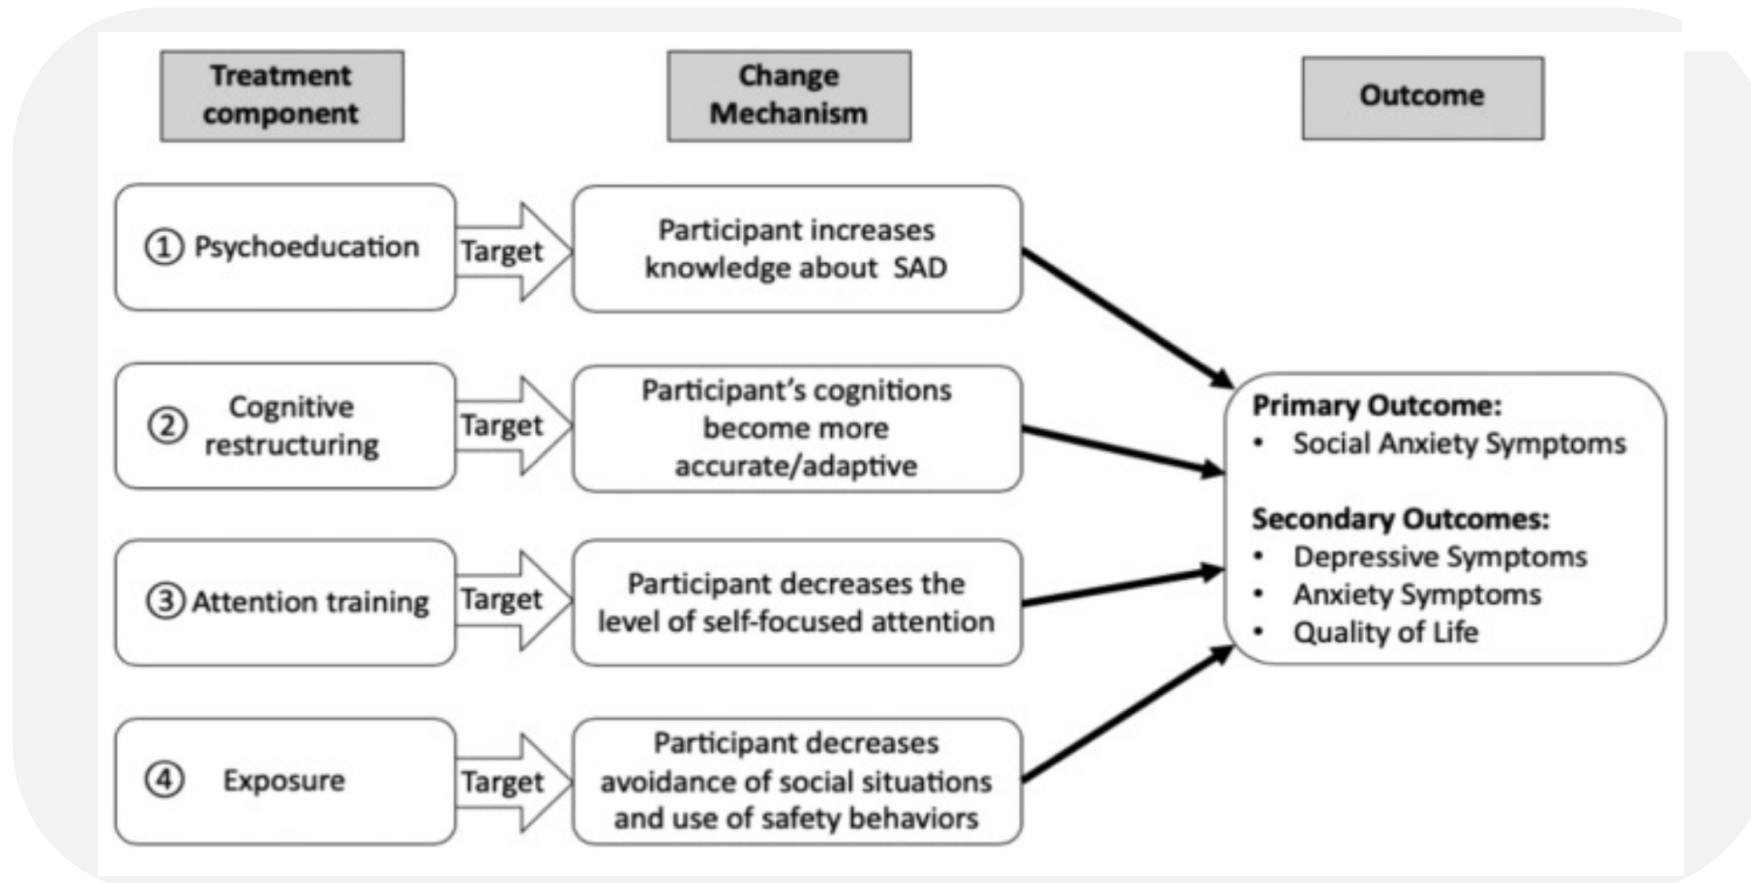 Treatment
component
Change
Mechanism
Outcome
① Psychoeducation
Target
Participant increases
knowledge about SAD
② Cognitive
restructuring
Target
Participant's cognitions
become more
accurate/adaptive
③ Attention training
Target
Participant decreases the
level of self-focused attention
④ Exposure
Target
Participant decreases
avoidance of social situations
and use of safety behaviors
Primary Outcome:
• Social Anxiety Symptoms
Secondary Outcomes:
• Depressive Symptoms
• Anxiety Symptoms
• Quality of Life